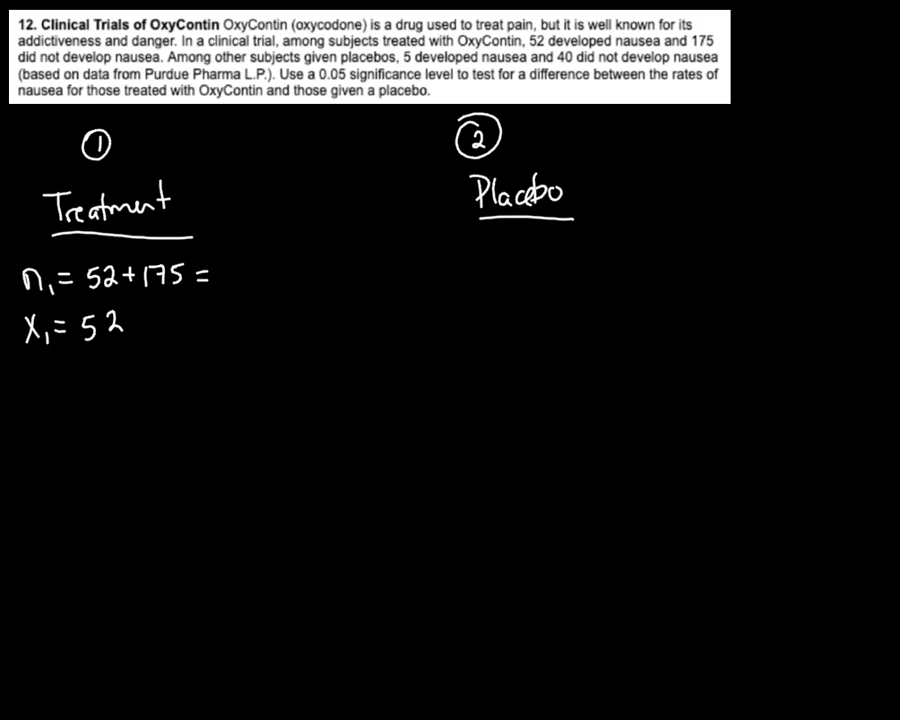 12. Clinical Trials of OxyContin OxyContin (oxycodone) is a drug used to treat pain, but it is well known for its
addictiveness and danger. In a clinical trial, among subjects treated with OxyContin, 52 developed nausea and 175
did not develop nausea. Among other subjects given placebos, 5 developed nausea and 40 did not develop nausea
(based on data from Purdue Pharma L.P.). Use a 0.05 significance level to test for a difference between the rates of
nausea for those treated with OxyContin and those given a placebo.
① ②
Treatment Placebo
n₁ = 52+175 =
x₁ = 52